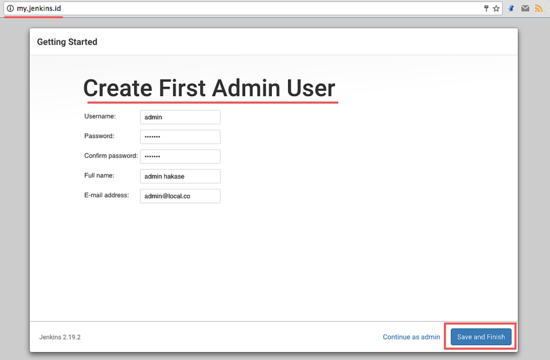 my.jenkins.id
Getting Started
Create First Admin User
Username: admin
Password: •••••••
Confirm password: •••••••
Full name: admin hakase
E-mail address: admin@local.co
Jenkins 2.19.2 Continue as admin Save and Finish